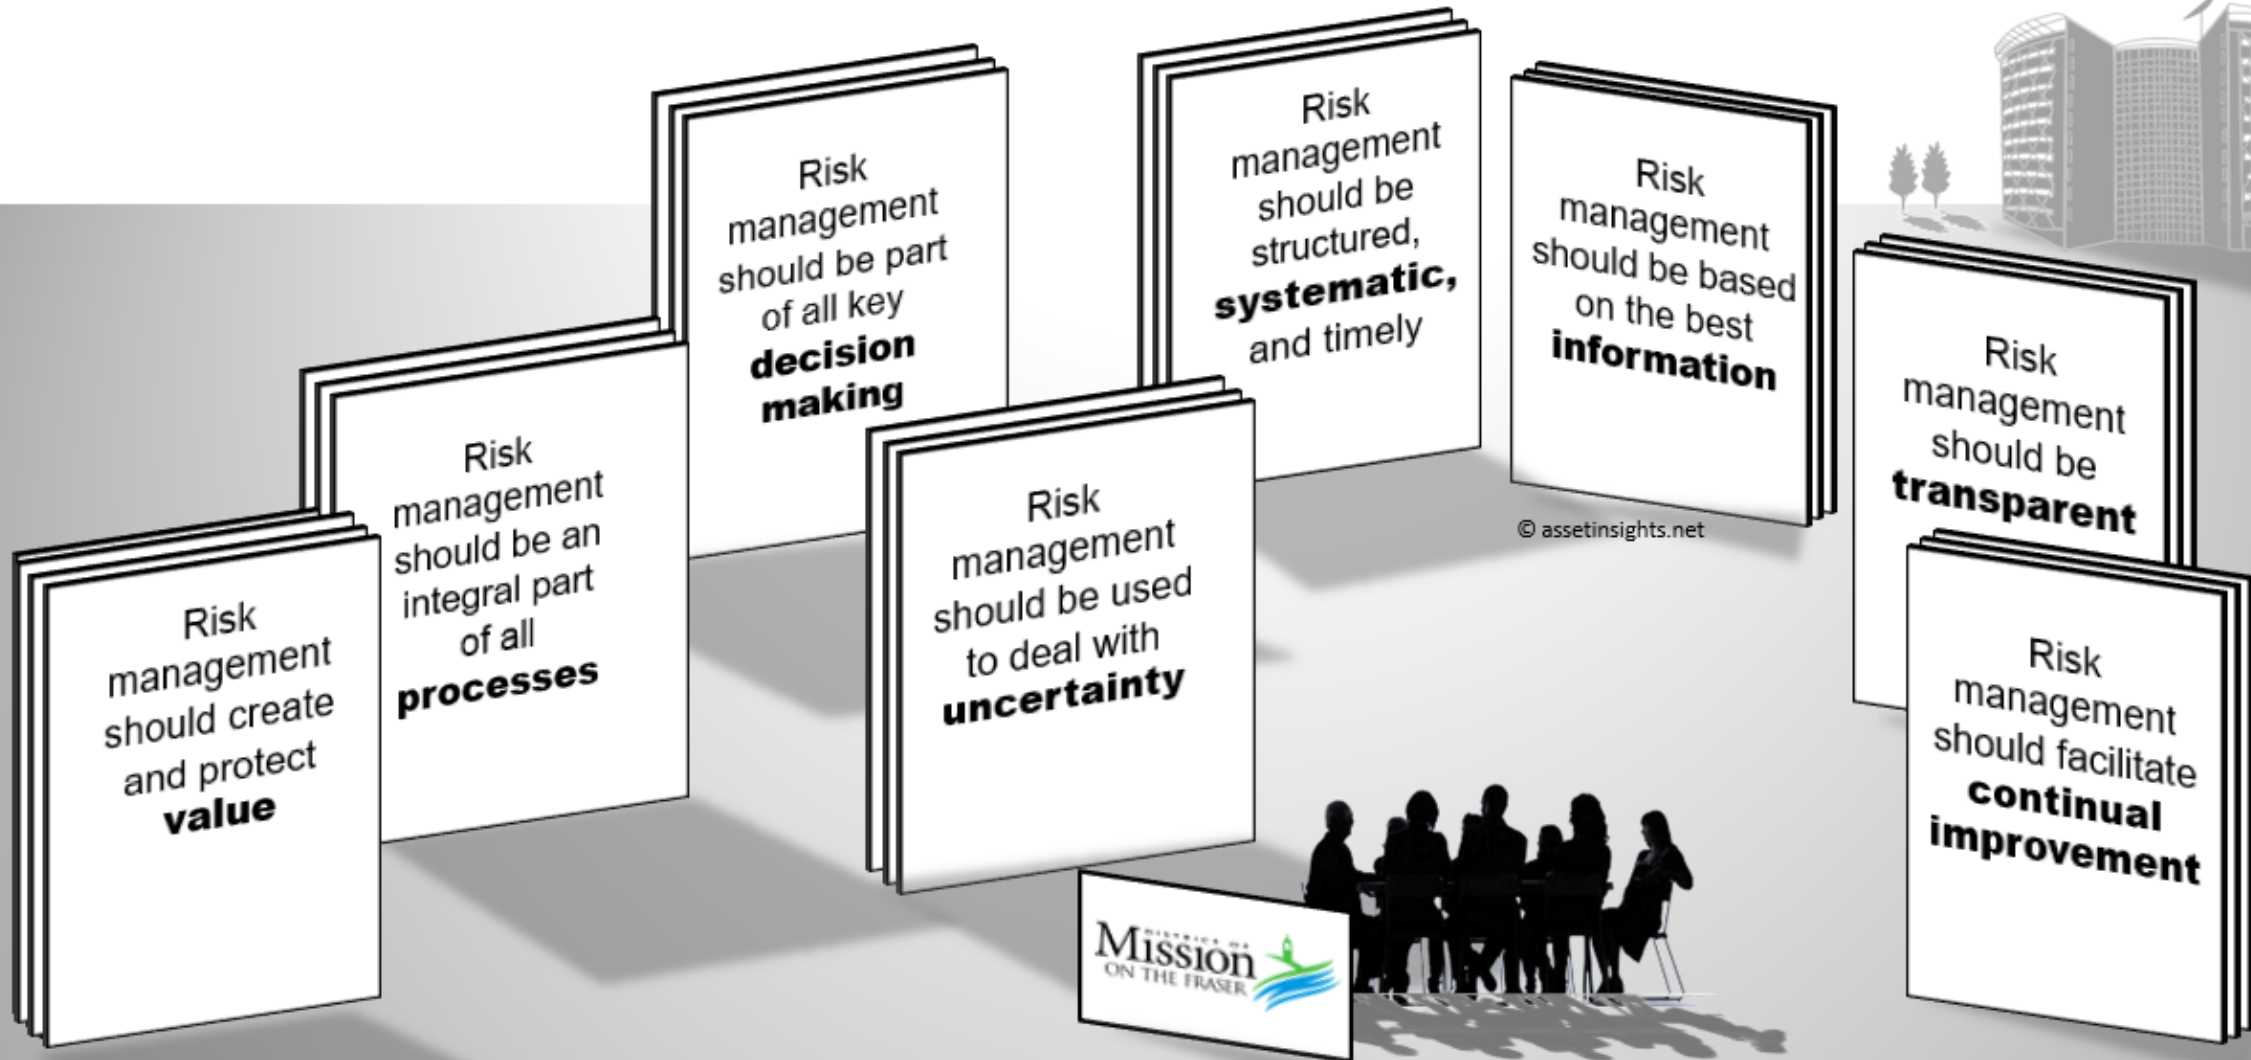 Risk
management
should create
and protect
value
Risk
management
should be an
integral part
of all
processes
Risk
management
should be part
of all key
decision
making
Risk
management
should be used
to deal with
uncertainty
Risk
management
should be
structured,
systematic,
and timely
Risk
management
should be based
on the best
information
© assetinsights.net
Risk
management
should be
transparent
Risk
management
should facilitate
continual
improvement
DISTRICT OF
Mission
ON THE FRASER